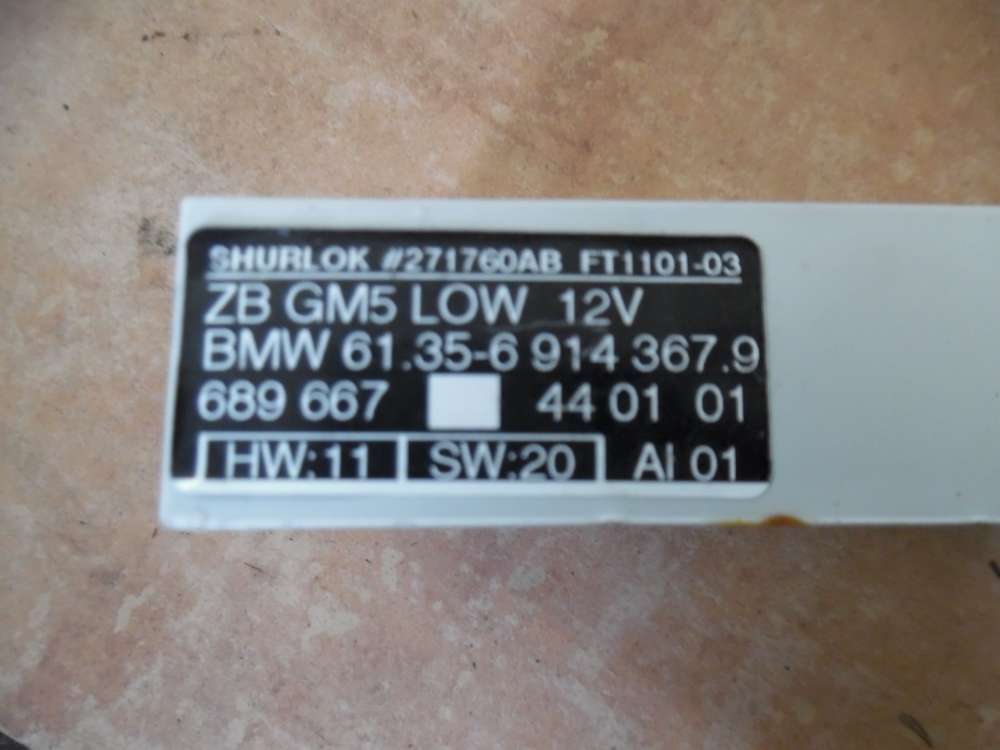 SHURLOK #271760AB FT1101-03
ZB GM5 LOW 12V
BMW 61.35-6 914 367.9
689 667 44 01 01
HW:11 SW:20 AI 01